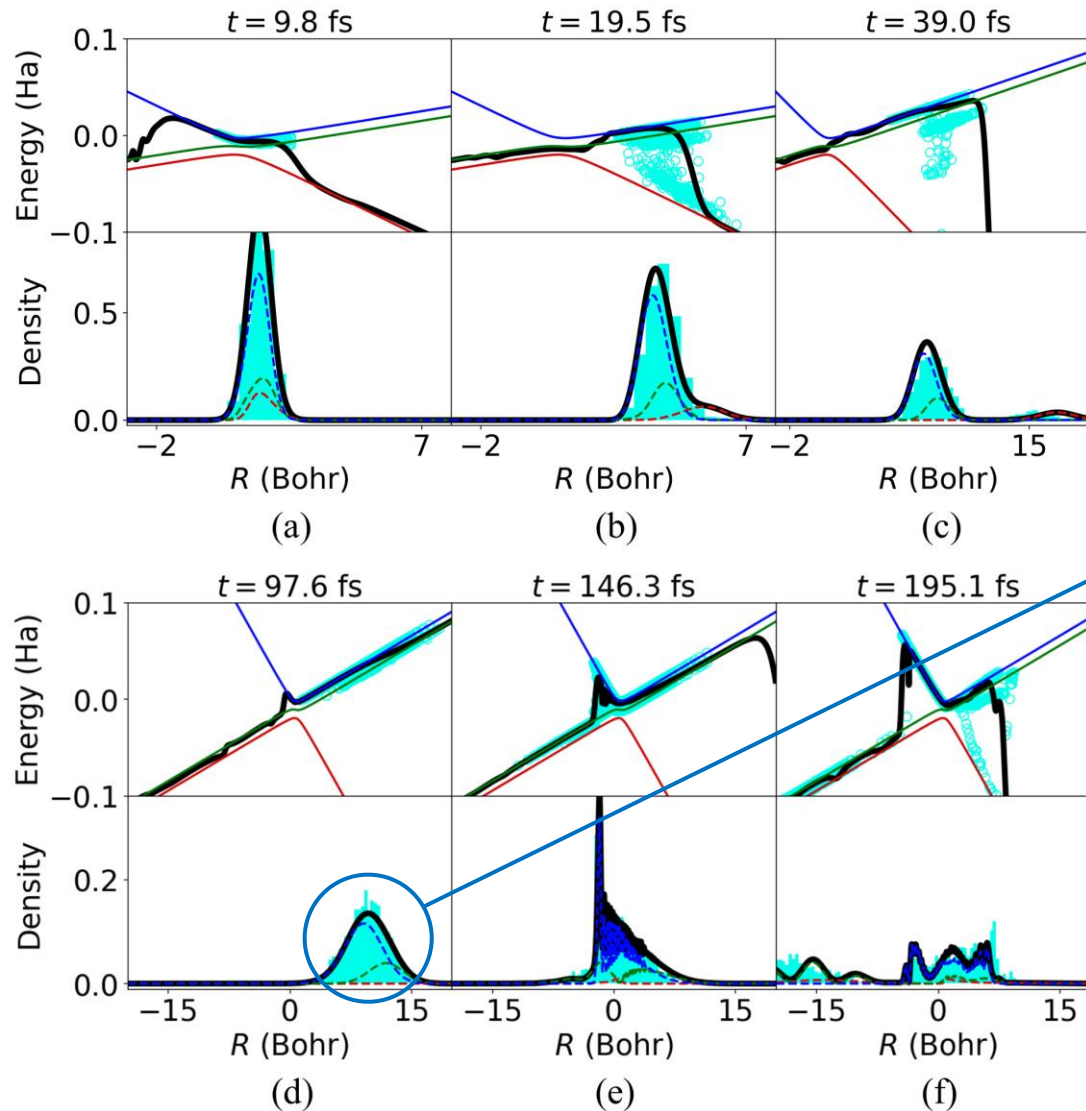 t = 9.8 fs t = 19.5 fs t = 39.0 fs
0.1
0.0
−0.1
Energy (Ha)
0.5
0.0
Density
−2 7 −2 7 −2 15
R (Bohr) R (Bohr) R (Bohr)
(a) (b) (c)
t = 97.6 fs t = 146.3 fs t = 195.1 fs
0.1
0.0
−0.1
Energy (Ha)
0.2
0.0
Density
−15 0 15 −15 0 15 −15 0 15
R (Bohr) R (Bohr) R (Bohr)
(d) (e) (f)